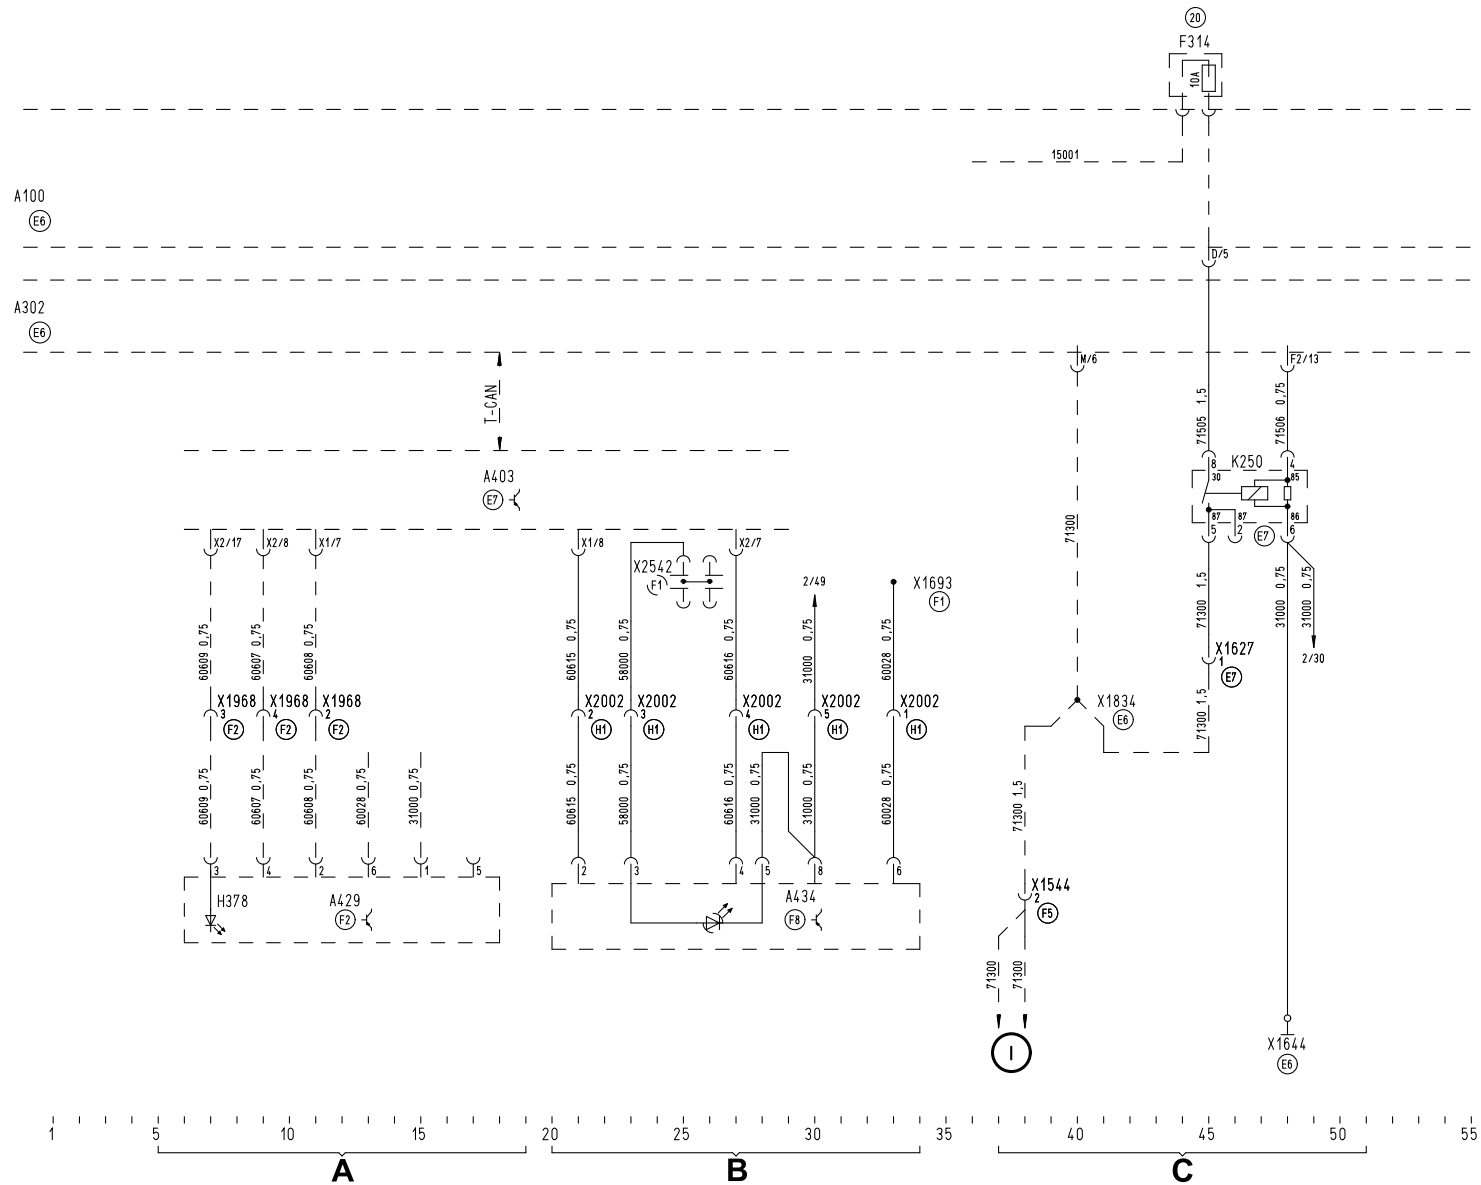 20
F314
10A
15001
A100
E6
D/5
A302
E6
M/6
F2/13
T-CAN
71505 1,5
71506 0,75
A403
E7
8
K250
4
30
85
87
87
86
5
2
E7
6
71300
X2/17
X2/8
X1/7
X1/8
X2542
F1
X2/7
2/49
X1693
F1
71300 1,5
31000 0,75
31000 0,75
2/30
60609 0,75
60607 0,75
60608 0,75
60615 0,75
58000 0,75
60616 0,75
31000 0,75
60028 0,75
X1627
1
E7
X1968
3
F2
X1968
4
F2
X1968
2
F2
X2002
2
H1
X2002
3
H1
X2002
4
H1
X2002
5
H1
X2002
1
H1
X1834
E6
71300 1,5
60609 0,75
60607 0,75
60608 0,75
60028 0,75
31000 0,75
60615 0,75
58000 0,75
60616 0,75
31000 0,75
31000 0,75
60028 0,75
71300 1,5
3
4
2
6
1
5
2
3
4
5
8
6
H378
A429
F2
A434
F8
X1544
2
F5
71300
71300
I
X1644
E6
1
5
10
15
20
25
30
35
40
45
50
55
A
B
C